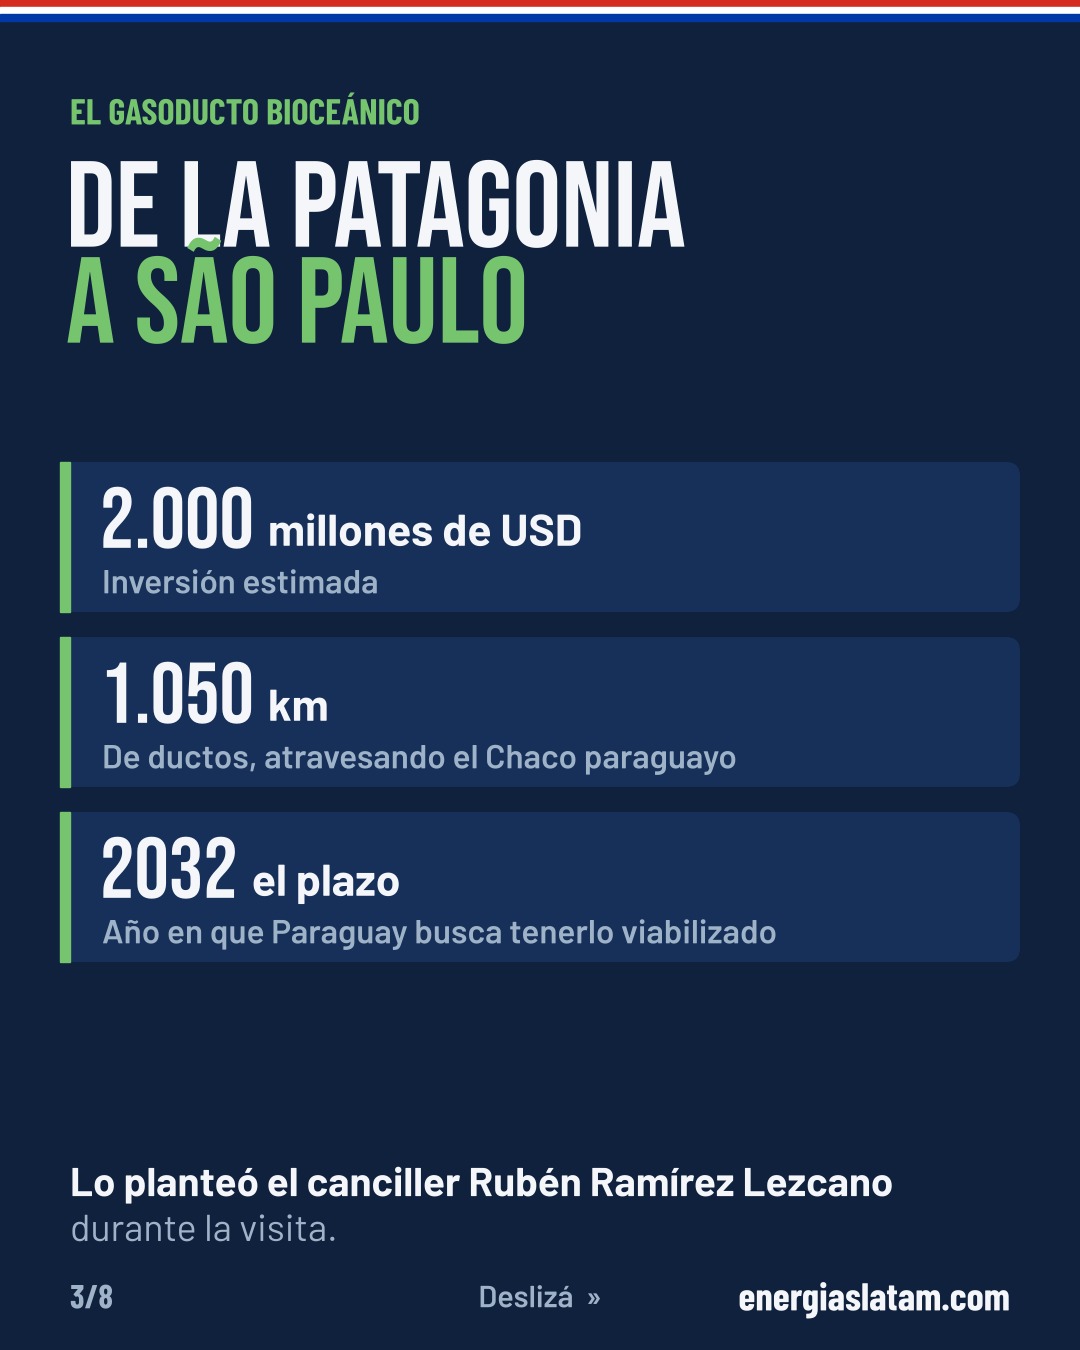 EL GASODUCTO BIOCEÁNICO
DE LA PATAGONIA
A SÃO PAULO
2.000 millones de USD
Inversión estimada
1.050 km
De ductos, atravesando el Chaco paraguayo
2032 el plazo
Año en que Paraguay busca tenerlo viabilizado
Lo planteó el canciller Rubén Ramírez Lezcano
durante la visita.
3/8 Deslizá » energiaslatam.com